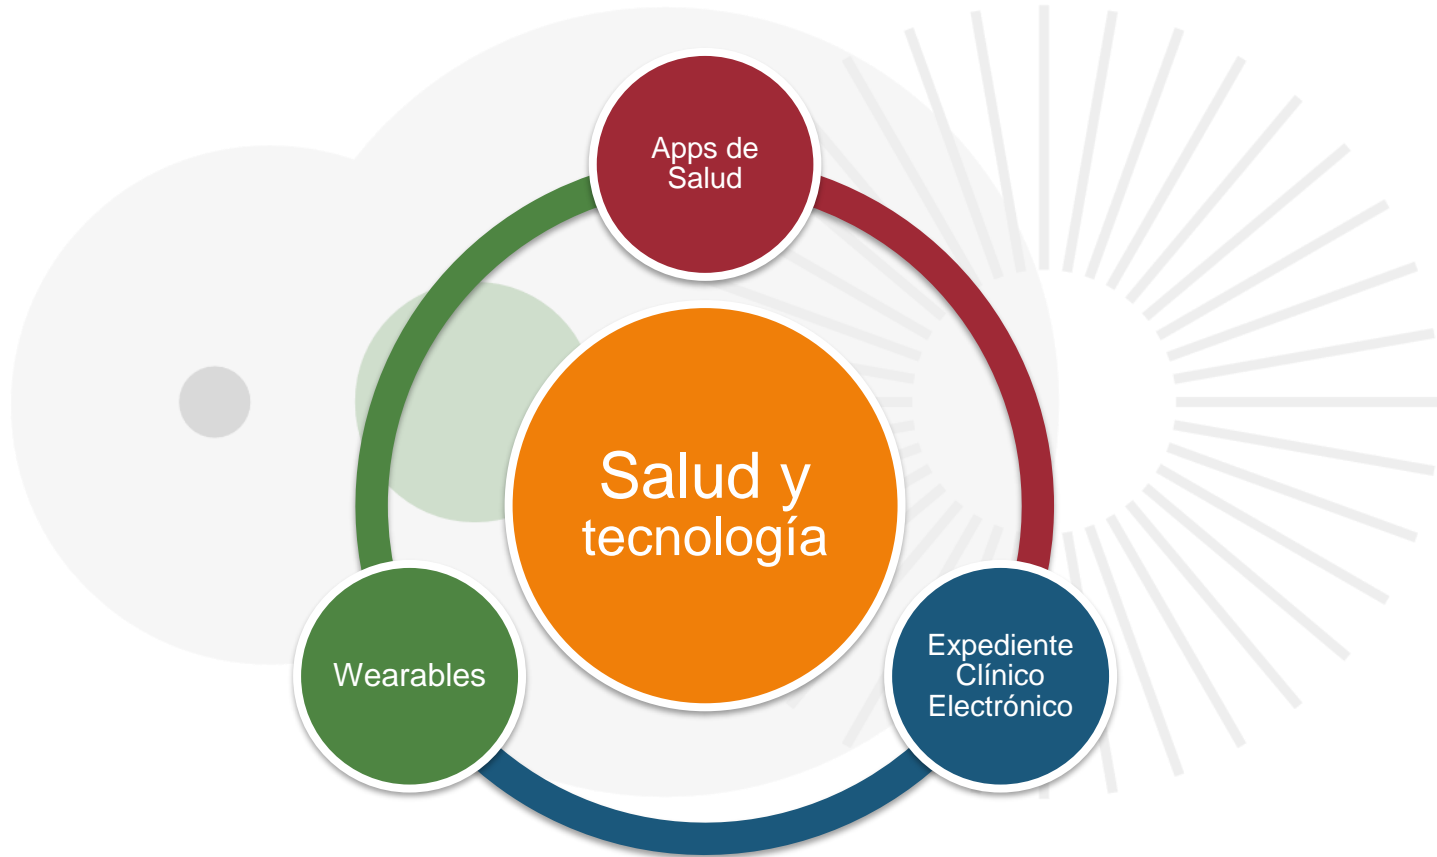 Apps de
Salud
Salud y
tecnología
Wearables
Expediente
Clínico
Electrónico